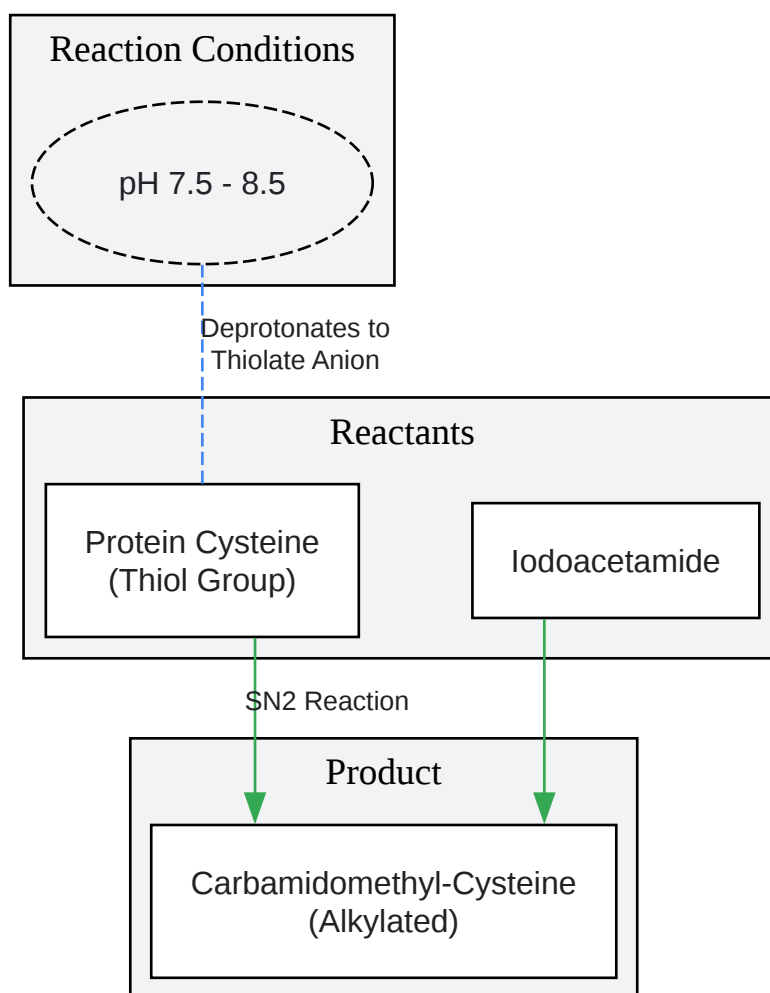 Reaction Conditions
pH 7.5 - 8.5
Deprotonates to
Thiolate Anion
Reactants
Protein Cysteine
(Thiol Group)
Iodoacetamide
SN2 Reaction
Product
Carbamidomethyl-Cysteine
(Alkylated)